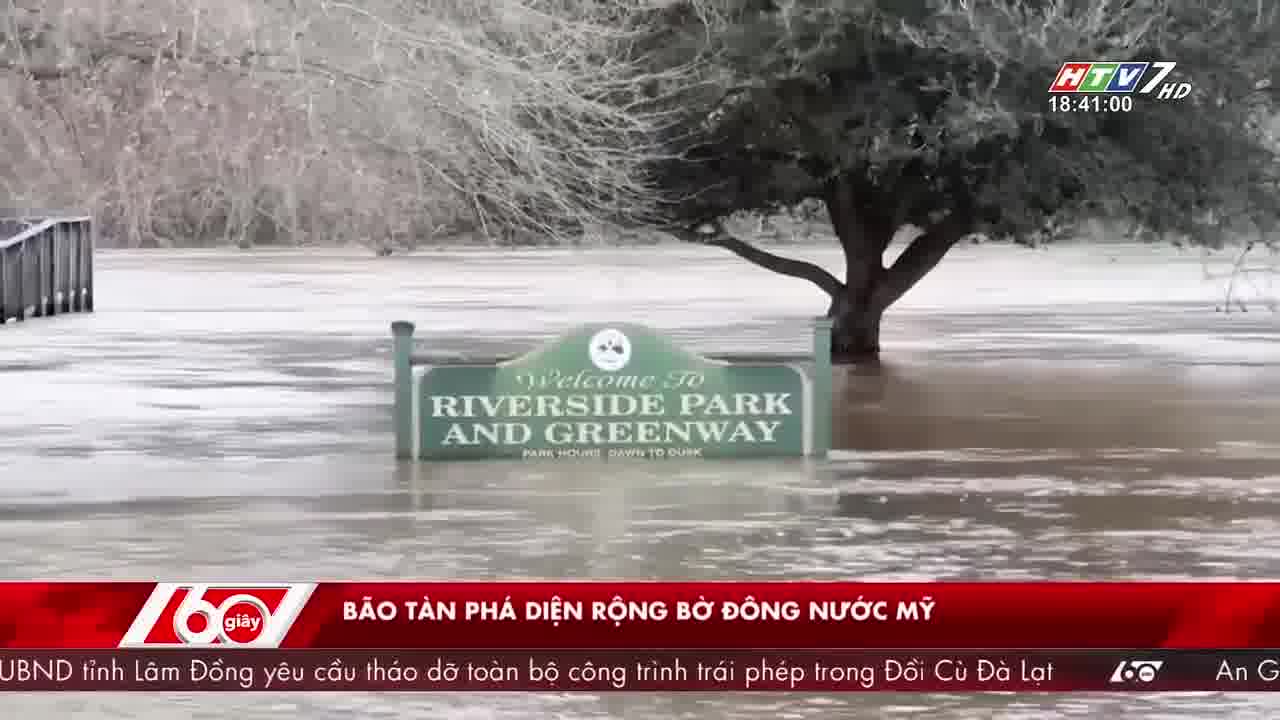 HTV7 HD
18:41:00
Welcome To
RIVERSIDE PARK
AND GREENWAY
PARK HOURS: DAWN TO DUSK
60 giây
BÃO TÀN PHÁ DIỆN RỘNG BỜ ĐÔNG NƯỚC MỸ
UBND tỉnh Lâm Đồng yêu cầu tháo dỡ toàn bộ công trình trái phép trong Đồi Cù Đà Lạt
60 giây
An G